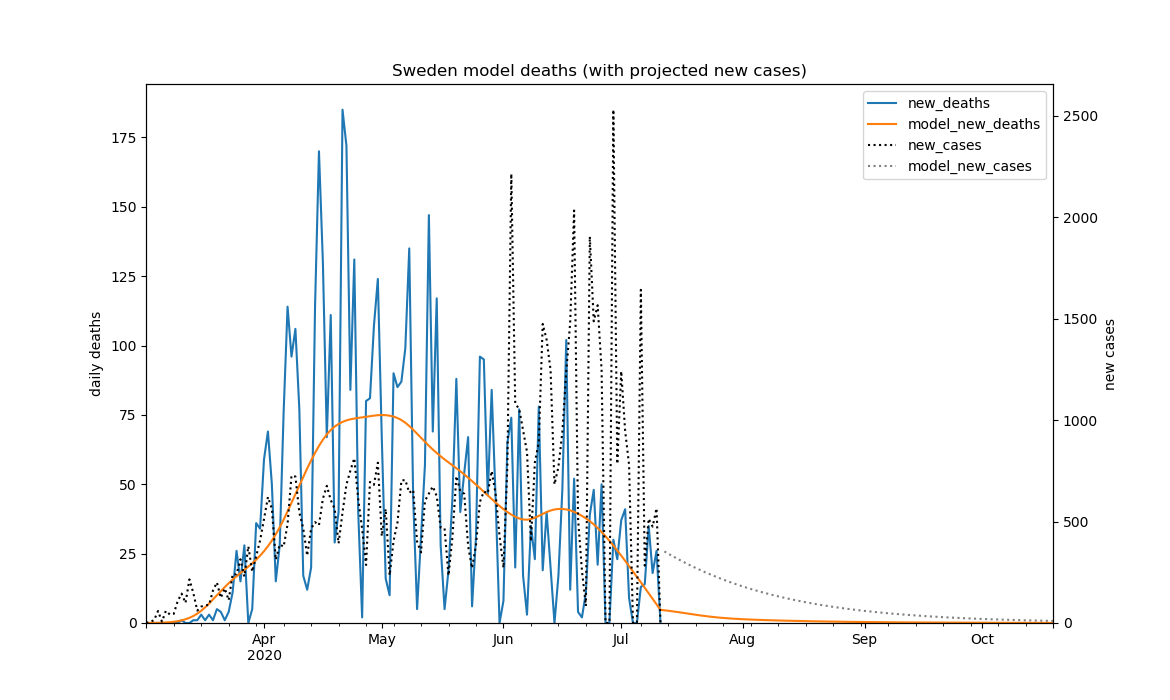 Sweden model deaths (with projected new cases)
new_deaths
model_new_deaths
new_cases
model_new_cases
daily deaths
175
150
125
100
75
50
25
0
new cases
2500
2000
1500
1000
500
0
Apr
2020
May
Jun
Jul
Aug
Sep
Oct